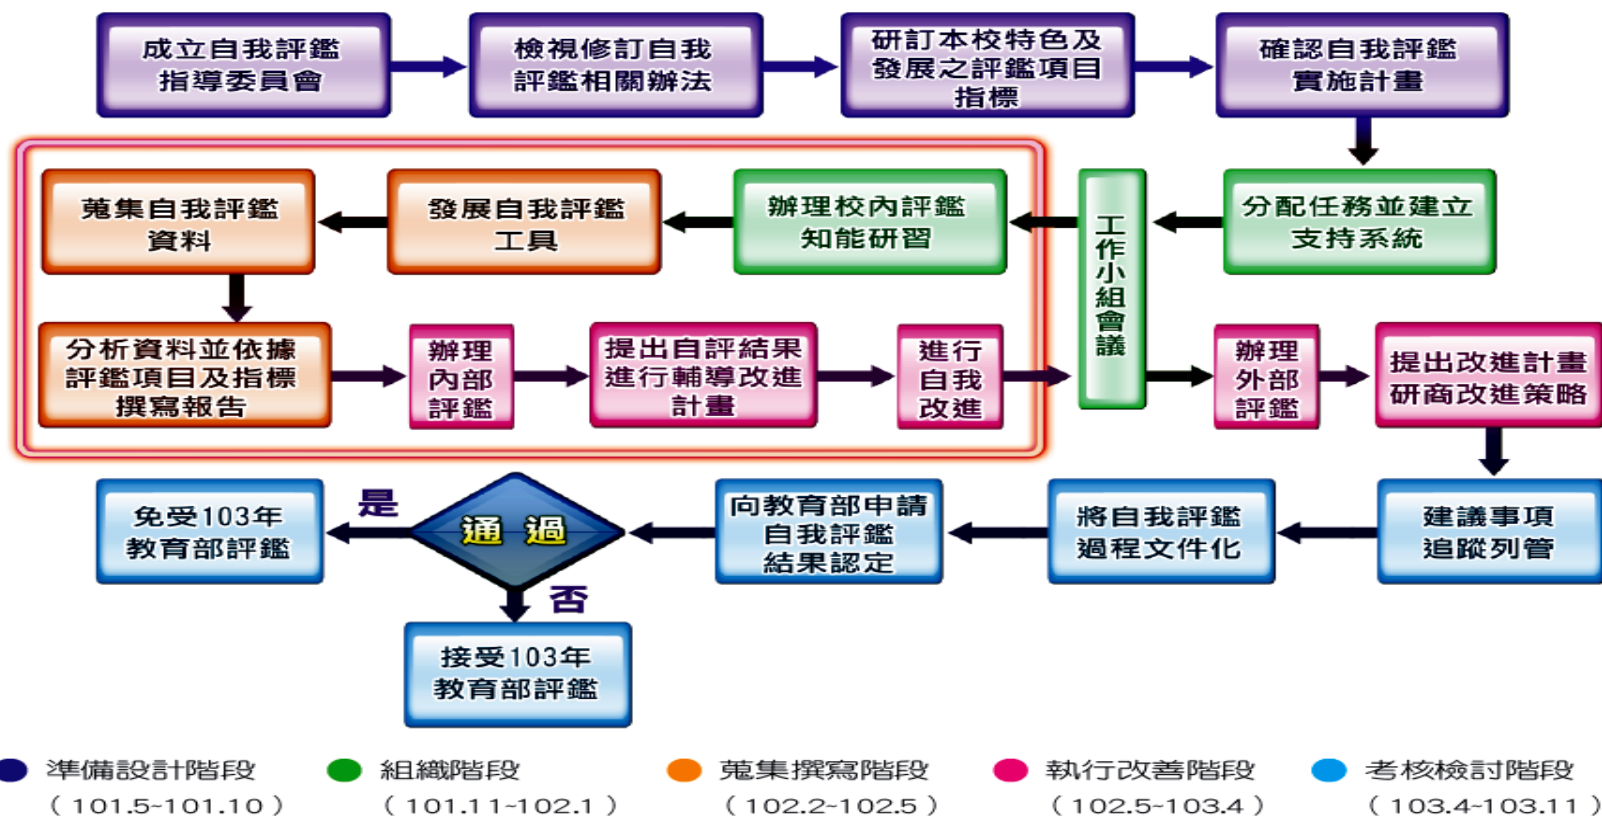 成立自我評鑑
指導委員會
檢視修訂自我
評鑑相關辦法
研訂本校特色及
發展之評鑑項目
指標
確認自我評鑑
實施計畫
分配任務並建立
支持系統
工作小組會議
辦理校內評鑑
知能研習
發展自我評鑑
工具
蒐集自我評鑑
資料
分析資料並依據
評鑑項目及指標
撰寫報告
辦理
內部
評鑑
提出自評結果
進行輔導改進
計畫
進行
自我
改進
辦理
外部
評鑑
提出改進計畫
研商改進策略
建議事項
追蹤列管
將自我評鑑
過程文件化
向教育部申請
自我評鑑
結果認定
通 過
是
免受103年
教育部評鑑
否
接受103年
教育部評鑑
準備設計階段
(101.5~101.10)
組織階段
(101.11~102.1)
蒐集撰寫階段
(102.2~102.5)
執行改善階段
(102.5~103.4)
考核檢討階段
(103.4~103.11)